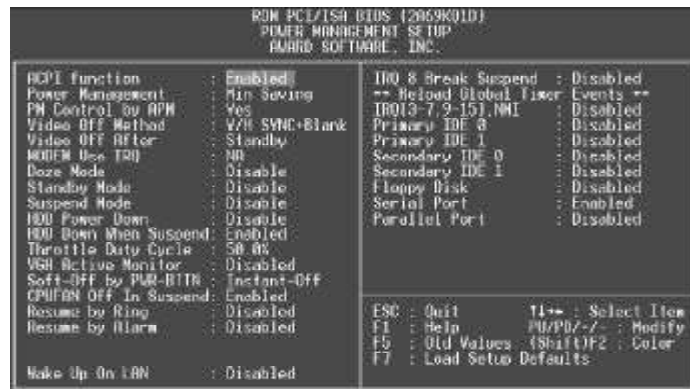 ROM PCI/ISA BIOS (2A69KQ1D)
POWER MANAGEMENT SETUP
AWARD SOFTWARE, INC.
ACPI function : Enabled
Power Management : Min Saving
PM Control by APM : Yes
Video Off Method : V/H SYNC+Blank
Video Off After : Standby
MODEM Use IRQ : NA
Doze Mode : Disable
Standby Mode : Disable
Suspend Mode : Disable
HDD Power Down : Disable
HDD Down When Suspend: Enabled
Throttle Duty Cycle : 50.0%
VGA Active Monitor : Disabled
Soft-Off by PWR-BTTN : Instant-Off
CPUFAN Off In Suspend: Enabled
Resume by Ring : Disabled
Resume by Alarm : Disabled
Wake Up On LAN : Disabled
IRQ 8 Break Suspend : Disabled
** Reload Global Timer Events **
IRQ[3-7,9-15],NMI : Disabled
Primary IDE 0 : Disabled
Primary IDE 1 : Disabled
Secondary IDE 0 : Disabled
Secondary IDE 1 : Disabled
Floppy Disk : Disabled
Serial Port : Enabled
Parallel Port : Disabled
ESC : Quit ↑↓→← : Select Item
F1 : Help PU/PD/+/- : Modify
F5 : Old Values (Shift)F2 : Color
F7 : Load Setup Defaults